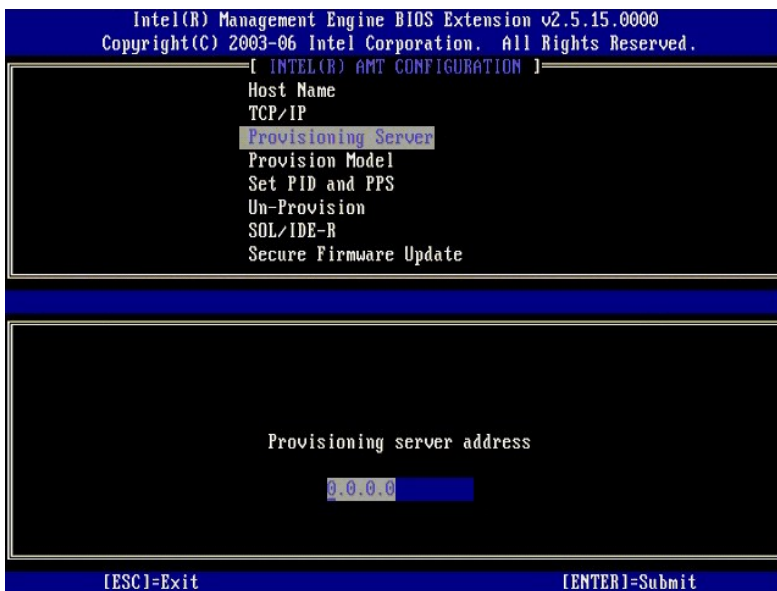 Intel(R) Management Engine BIOS Extension v2.5.15.0000
Copyright(C) 2003-06 Intel Corporation. All Rights Reserved.
[ INTEL(R) AMT CONFIGURATION ]
Host Name
TCP/IP
Provisioning Server
Provision Model
Set PID and PPS
Un-Provision
SOL/IDE-R
Secure Firmware Update
Provisioning server address
0.0.0.0
[ESC]=Exit [ENTER]=Submit